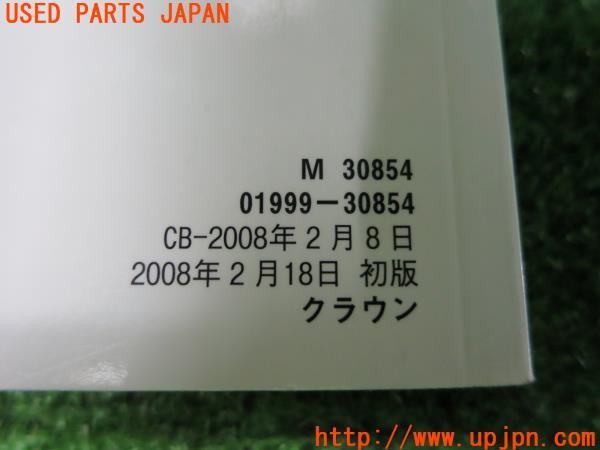 USED PARTS JAPAN
M 30854
01999-30854
CB-2008年2月8日
2008年2月18日 初版
クラウン
http://www.upjpn.com